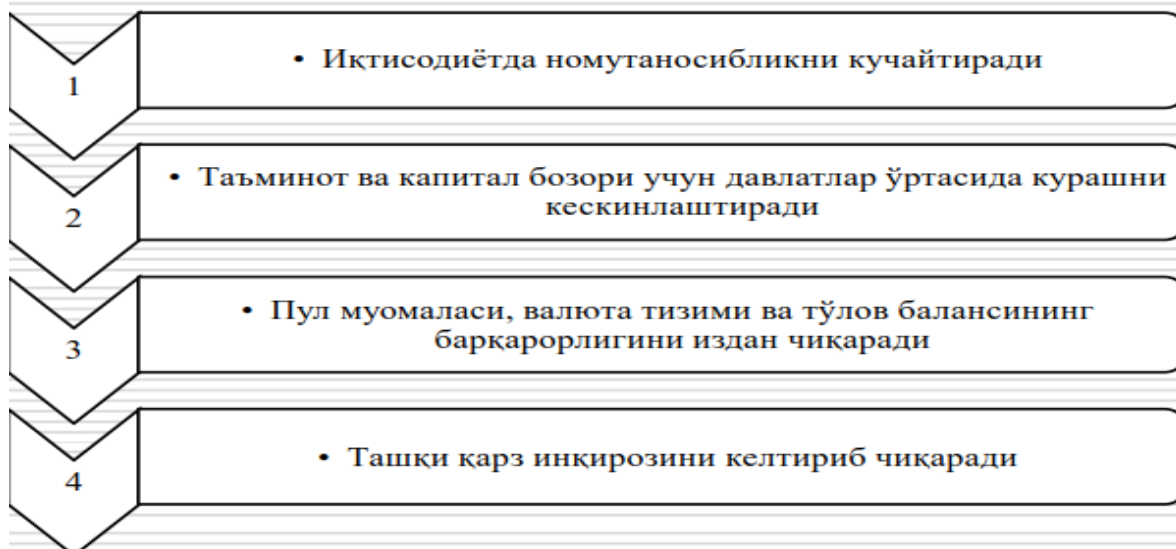 1
• Иқтисодиётда номутаносибликни кучайтиради
2
• Таъминот ва капитал бозори учун давлатлар ўртасида курашни
кескинлаштиради
3
• Пул муомаласи, валюта тизими ва тўлов балансининг
барқарорлигини издан чиқаради
4
• Ташқи қарз инқирозини келтириб чиқаради